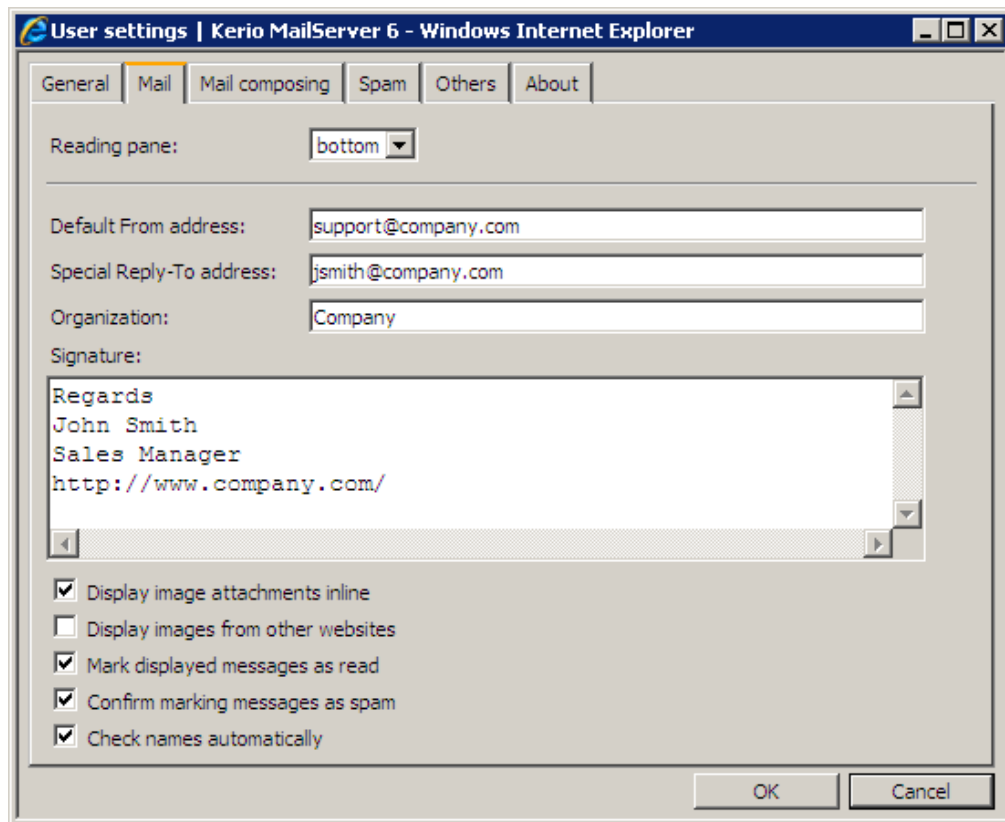 User settings | Kerio MailServer 6 - Windows Internet Explorer
General Mail Mail composing Spam Others About
Reading pane: bottom
Default From address: support@company.com
Special Reply-To address: jsmith@company.com
Organization: Company
Signature:
Regards
John Smith
Sales Manager
http://www.company.com/
Display image attachments inline
Display images from other websites
Mark displayed messages as read
Confirm marking messages as spam
Check names automatically
OK Cancel